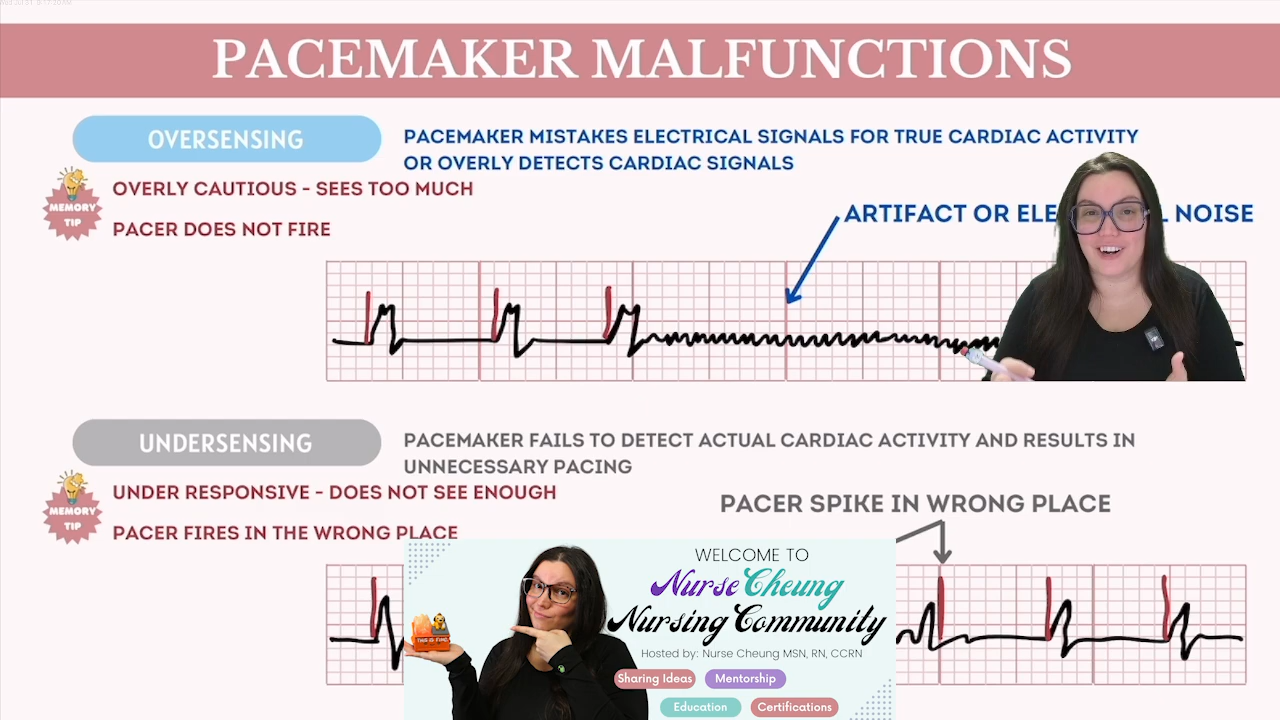 PACEMAKER MALFUNCTIONS
OVERSENSING
PACEMAKER MISTAKES ELECTRICAL SIGNALS FOR TRUE CARDIAC ACTIVITY
OR OVERLY DETECTS CARDIAC SIGNALS
MEMORY
TIP
OVERLY CAUTIOUS - SEES TOO MUCH
PACER DOES NOT FIRE
ARTIFACT OR ELE L NOISE
UNDERSENSING
PACEMAKER FAILS TO DETECT ACTUAL CARDIAC ACTIVITY AND RESULTS IN
UNNECESSARY PACING
MEMORY
TIP
UNDER RESPONSIVE - DOES NOT SEE ENOUGH
PACER FIRES IN THE WRONG PLACE
PACER SPIKE IN WRONG PLACE
WELCOME TO
Nurse Cheung
Nursing Community
Hosted by: Nurse Cheung MSN, RN, CCRN
Sharing Ideas
Mentorship
Education
Certifications
THIS IS FINE.